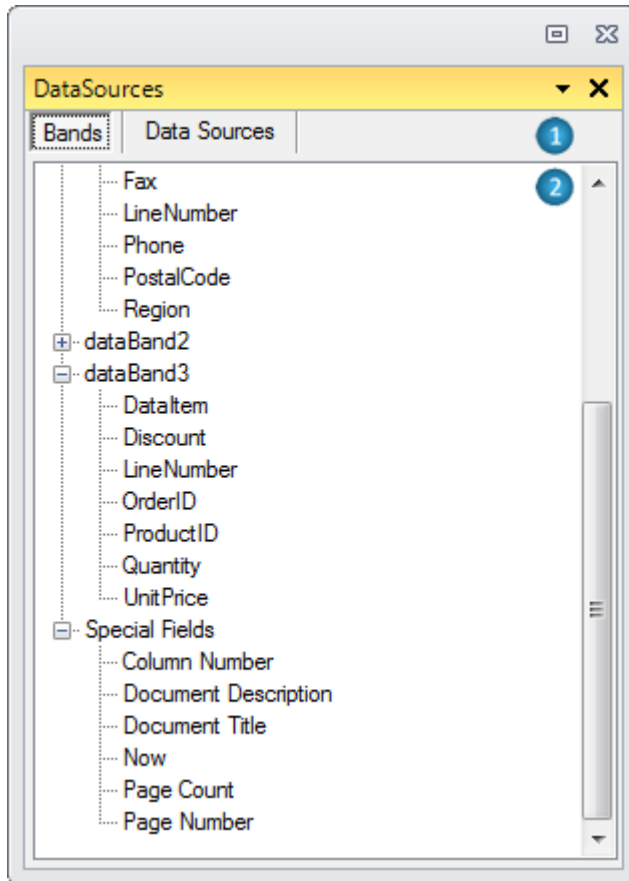 DataSources
Bands Data Sources 1
2
Fax
LineNumber
Phone
PostalCode
Region
dataBand2
dataBand3
DataItem
Discount
LineNumber
OrderID
ProductID
Quantity
UnitPrice
Special Fields
Column Number
Document Description
Document Title
Now
Page Count
Page Number